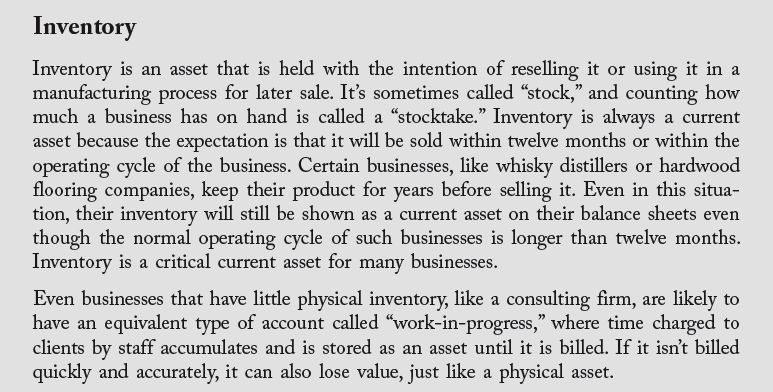 Inventory
Inventory is an asset that is held with the intention of reselling it or using it in a
manufacturing process for later sale. It’s sometimes called “stock,” and counting how
much a business has on hand is called a “stocktake.” Inventory is always a current
asset because the expectation is that it will be sold within twelve months or within the
operating cycle of the business. Certain businesses, like whisky distillers or hardwood
flooring companies, keep their product for years before selling it. Even in this situa-
tion, their inventory will still be shown as a current asset on their balance sheets even
though the normal operating cycle of such businesses is longer than twelve months.
Inventory is a critical current asset for many businesses.
Even businesses that have little physical inventory, like a consulting firm, are likely to
have an equivalent type of account called “work-in-progress,” where time charged to
clients by staff accumulates and is stored as an asset until it is billed. If it isn’t billed
quickly and accurately, it can also lose value, just like a physical asset.